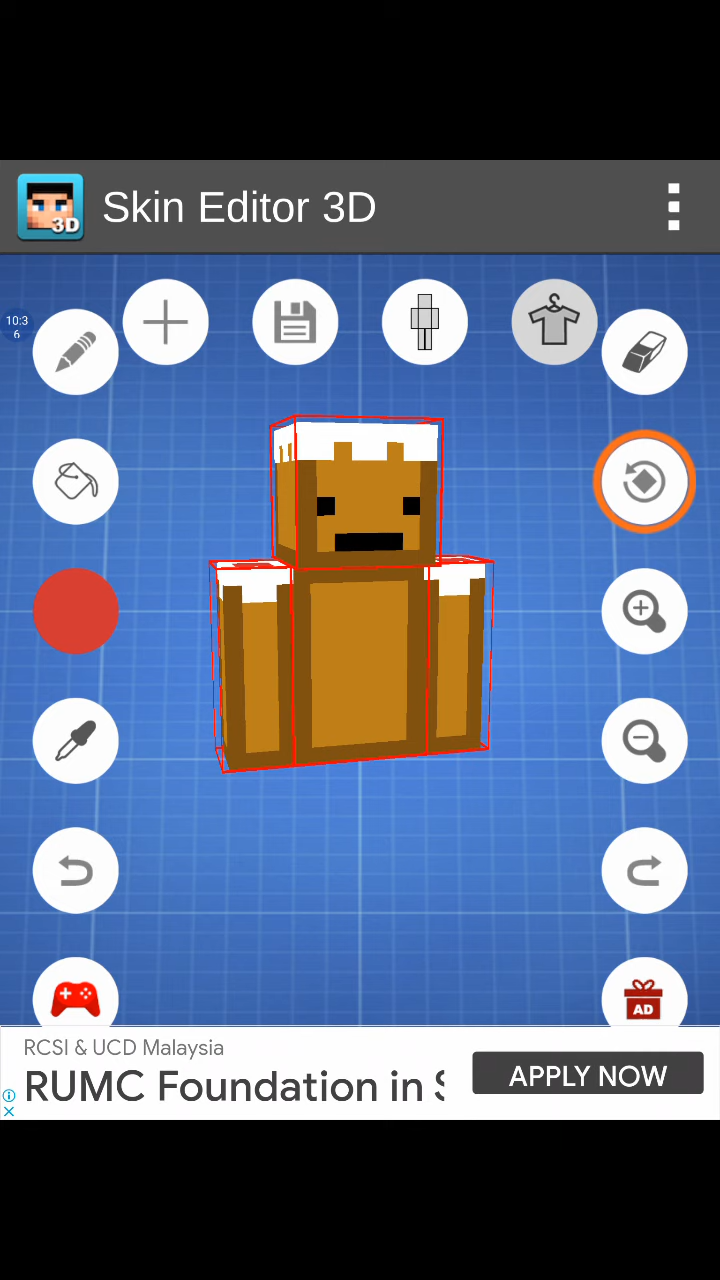 3D
Skin Editor 3D
10:3
6
AD
RCSI & UCD Malaysia
RUMC Foundation in
APPLY NOW